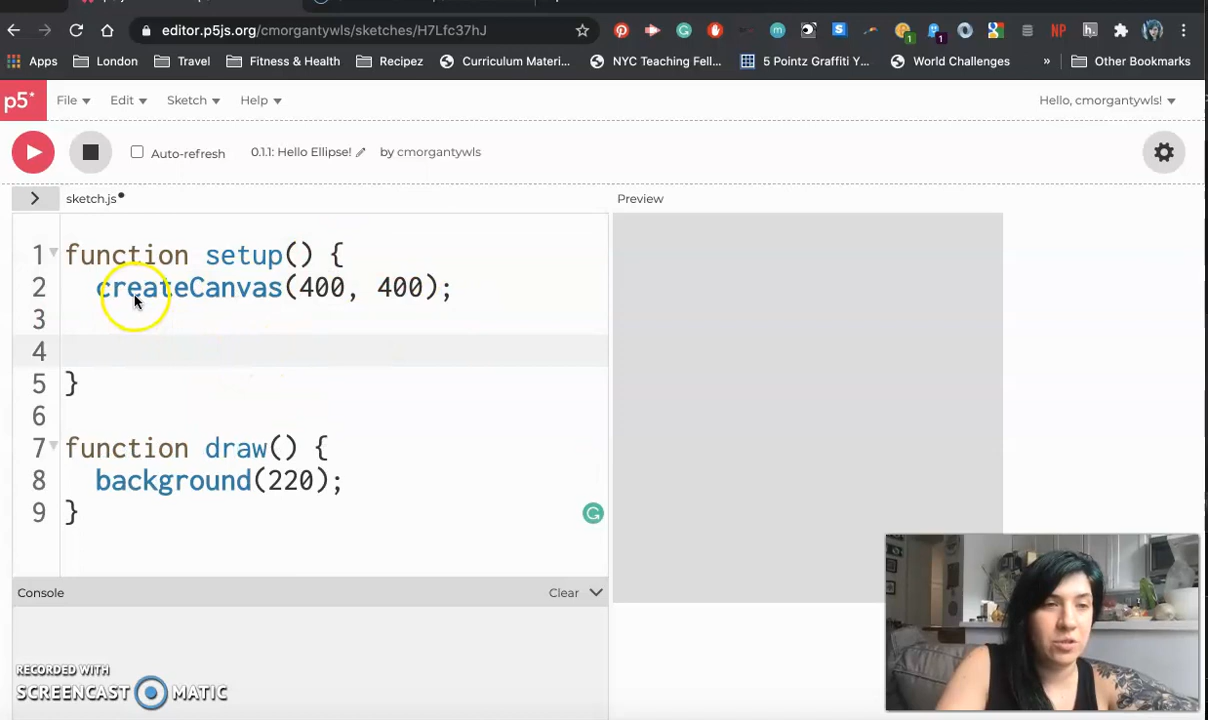 editor.p5js.org/cmorgantywls/sketches/H7Lfc37hJ
Apps London Travel Fitness & Health Recipez Curriculum Materi... NYC Teaching Fell... 5 Pointz Graffiti Y... World Challenges » Other Bookmarks
p5* File Edit Sketch Help Hello, cmorgantywls!
Auto-refresh 0.1.1: Hello Ellipse! by cmorgantywls
> sketch.js Preview
1 function setup() {
2 createCanvas(400, 400);
3
4
5 }
6
7 function draw() {
8 background(220);
9 }
Console Clear
RECORDED WITH
SCREENCAST MATIC